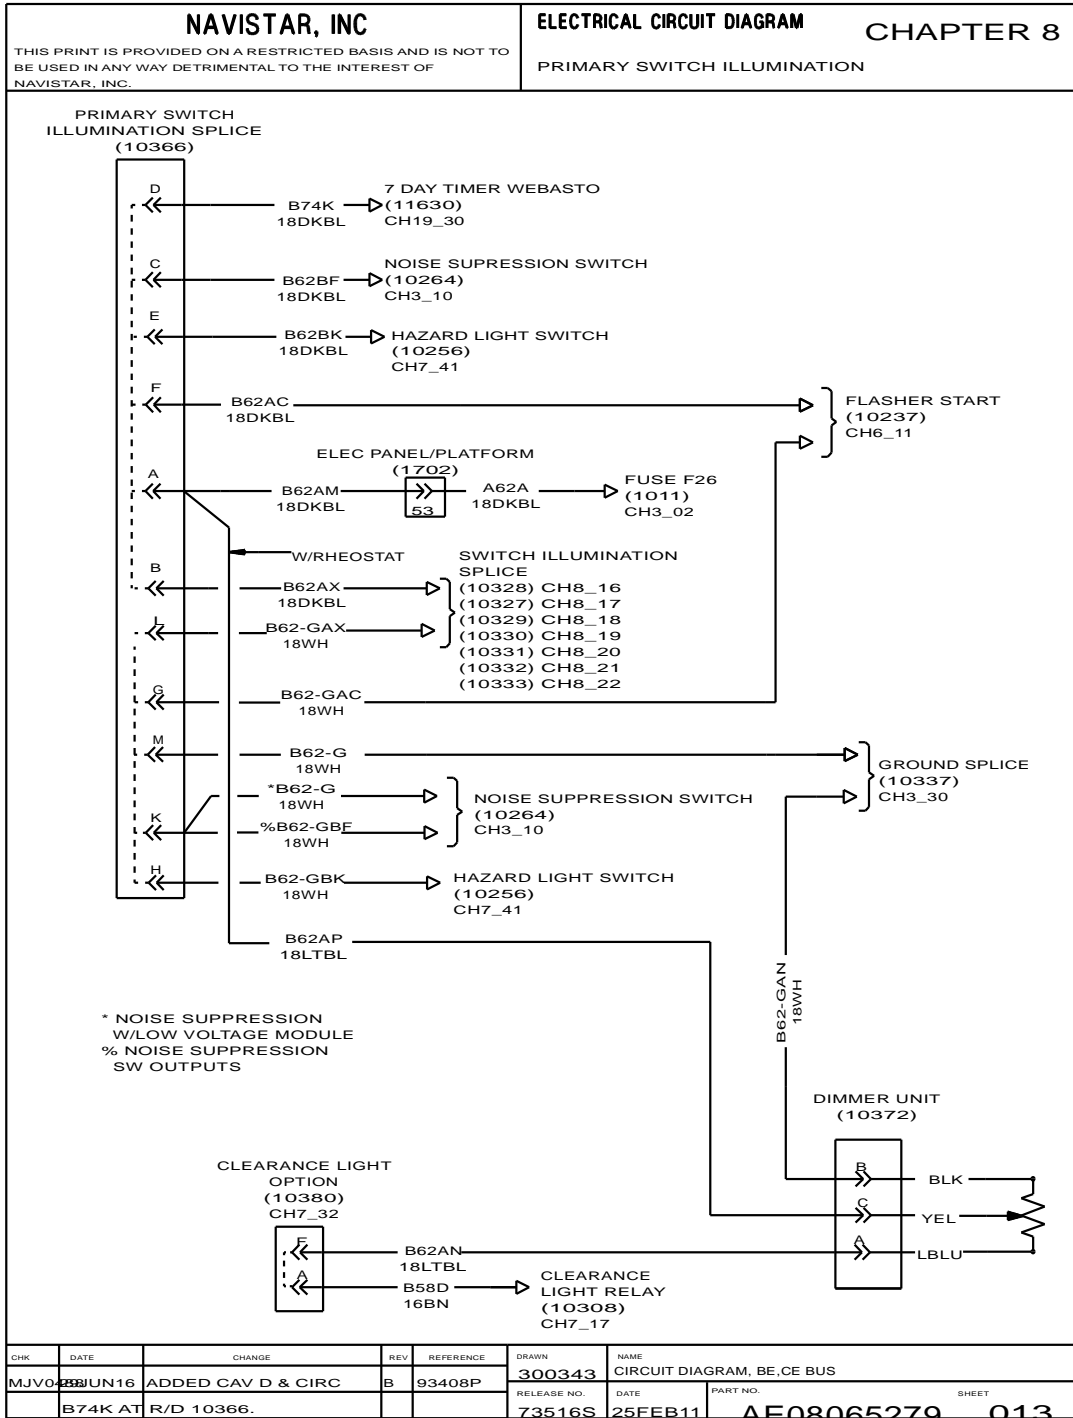 NAVISTAR, INC
THIS PRINT IS PROVIDED ON A RESTRICTED BASIS AND IS NOT TO
BE USED IN ANY WAY DETRIMENTAL TO THE INTEREST OF
NAVISTAR, INC.
ELECTRICAL CIRCUIT DIAGRAM
CHAPTER 8
PRIMARY SWITCH ILLUMINATION
PRIMARY SWITCH
ILLUMINATION SPLICE
(10366)
D
B74K
18DKBL
7 DAY TIMER WEBASTO
(11630)
CH19_30
C
B62BF
18DKBL
NOISE SUPRESSION SWITCH
(10264)
CH3_10
E
B62BK
18DKBL
HAZARD LIGHT SWITCH
(10256)
CH7_41
F
B62AC
18DKBL
FLASHER START
(10237)
CH6_11
ELEC PANEL/PLATFORM
(1702)
A
B62AM
18DKBL
53
A62A
18DKBL
FUSE F26
(1011)
CH3_02
W/RHEOSTAT
B
B62AX
18DKBL
L
B62-GAX
18WH
SWITCH ILLUMINATION
SPLICE
(10328) CH8_16
(10327) CH8_17
(10329) CH8_18
(10330) CH8_19
(10331) CH8_20
(10332) CH8_21
(10333) CH8_22
G
B62-GAC
18WH
M
B62-G
18WH
GROUND SPLICE
(10337)
CH3_30
*B62-G
18WH
K
%B62-GBF
18WH
NOISE SUPPRESSION SWITCH
(10264)
CH3_10
H
B62-GBK
18WH
HAZARD LIGHT SWITCH
(10256)
CH7_41
B62AP
18LTBL
B62-GAN
18WH
* NOISE SUPPRESSION
W/LOW VOLTAGE MODULE
% NOISE SUPPRESSION
SW OUTPUTS
DIMMER UNIT
(10372)
B
BLK
C
YEL
A
LBLU
CLEARANCE LIGHT
OPTION
(10380)
CH7_32
F
B62AN
18LTBL
A
B58D
16BN
CLEARANCE
LIGHT RELAY
(10308)
CH7_17
CHK DATE CHANGE REV REFERENCE
ADDED CAV D & CIRC B 93408P
B74K AT R/D 10366.
DRAWN
300343
NAME
CIRCUIT DIAGRAM, BE,CE BUS
RELEASE NO.
73516S
DATE
25FEB11
PART NO.
AE08065279
SHEET
013